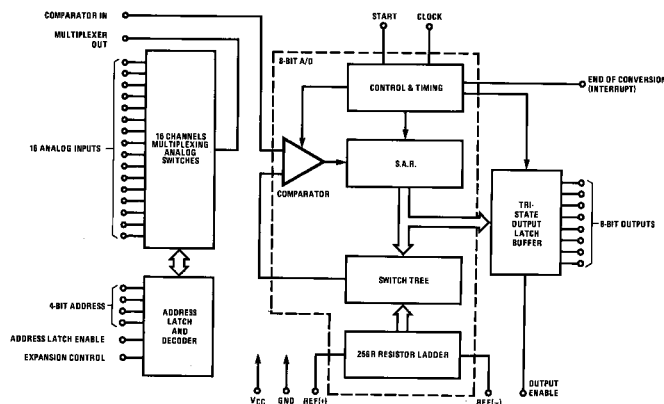 COMPARATOR IN
MULTIPLEXER
OUT
16 ANALOG INPUTS
16 CHANNELS
MULTIPLEXING
ANALOG
SWITCHES
4-BIT ADDRESS
ADDRESS LATCH ENABLE
EXPANSION CONTROL
ADDRESS
LATCH
AND
DECODER
START
CLOCK
8-BIT A/D
CONTROL & TIMING
END OF CONVERSION
(INTERRUPT)
S.A.R.
COMPARATOR
SWITCH TREE
256R RESISTOR LADDER
TRI-
STATE
OUTPUT
LATCH
BUFFER
8-BIT OUTPUTS
VCC
GND
REF(+)
REF(−)
OUTPUT
ENABLE